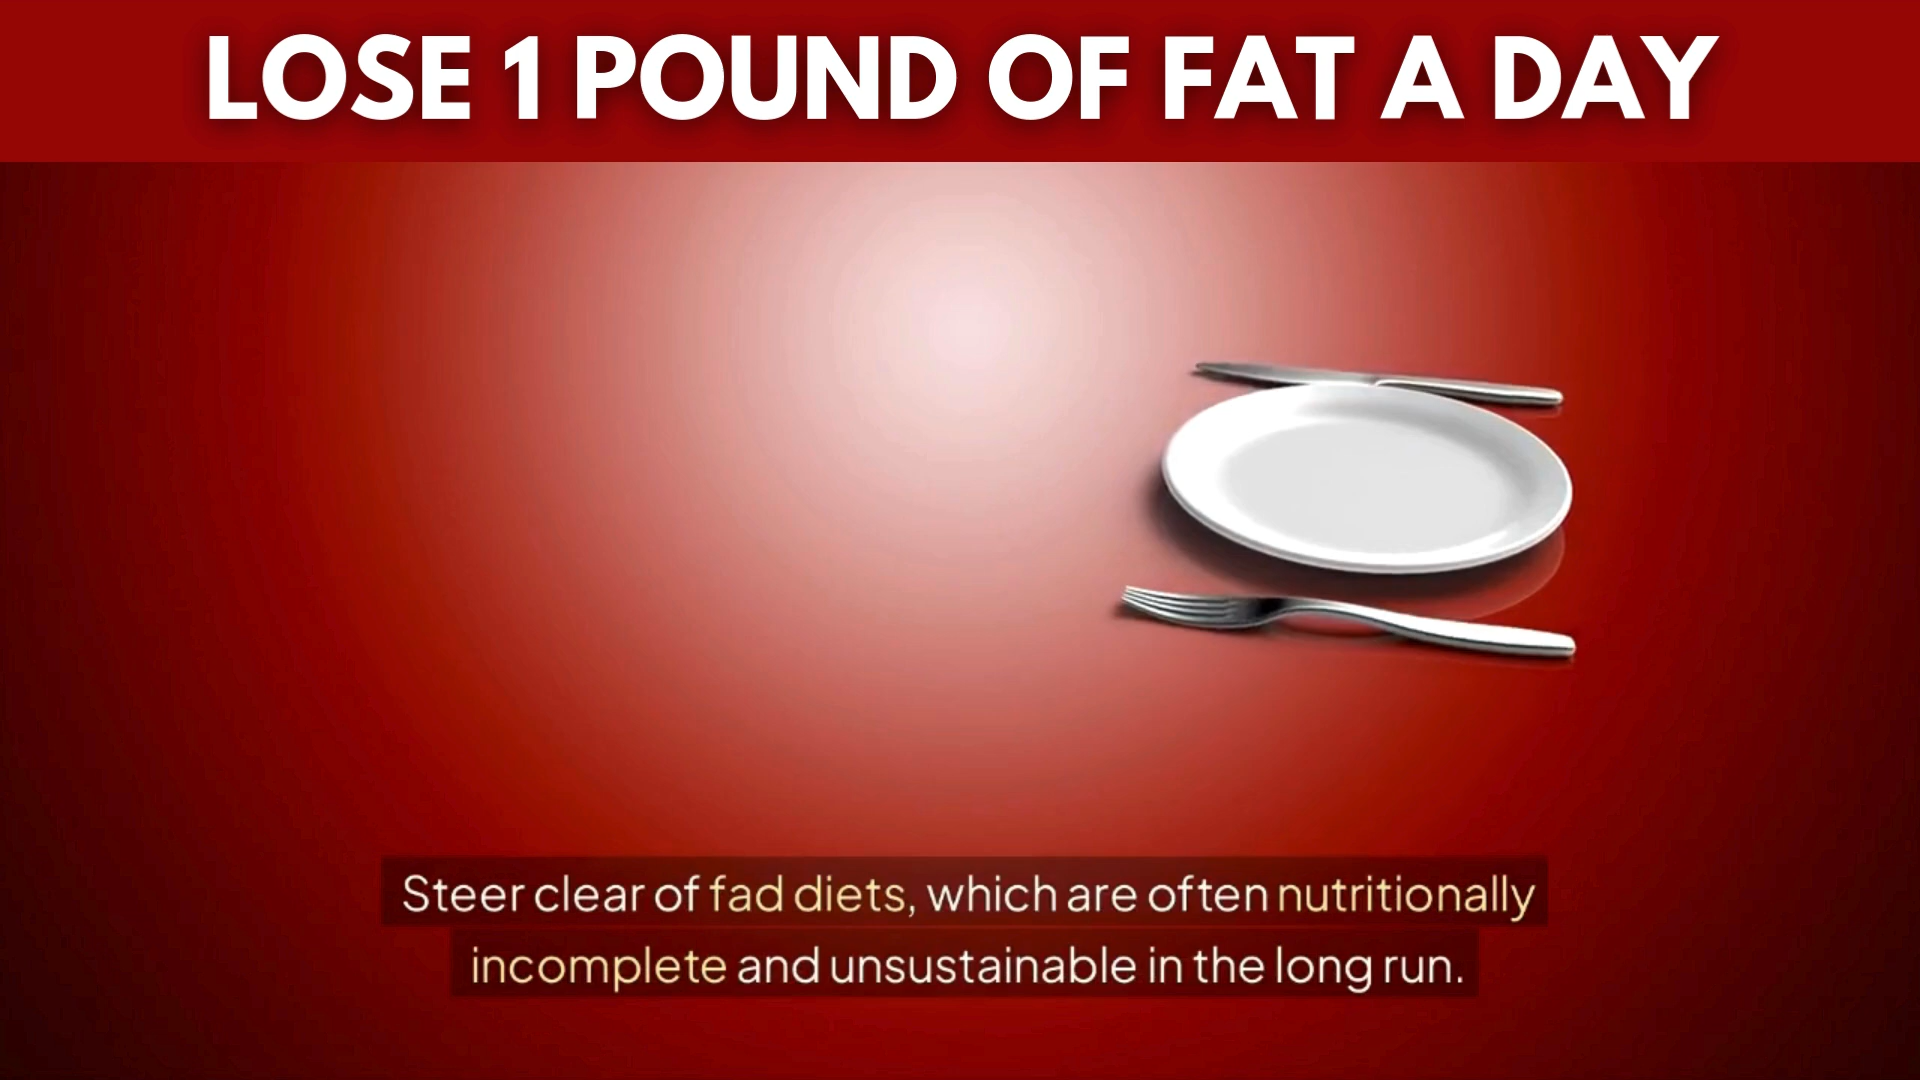 LOSE 1 POUND OF FAT A DAY
Steer clear of fad diets, which are often nutritionally
incomplete and unsustainable in the long run.